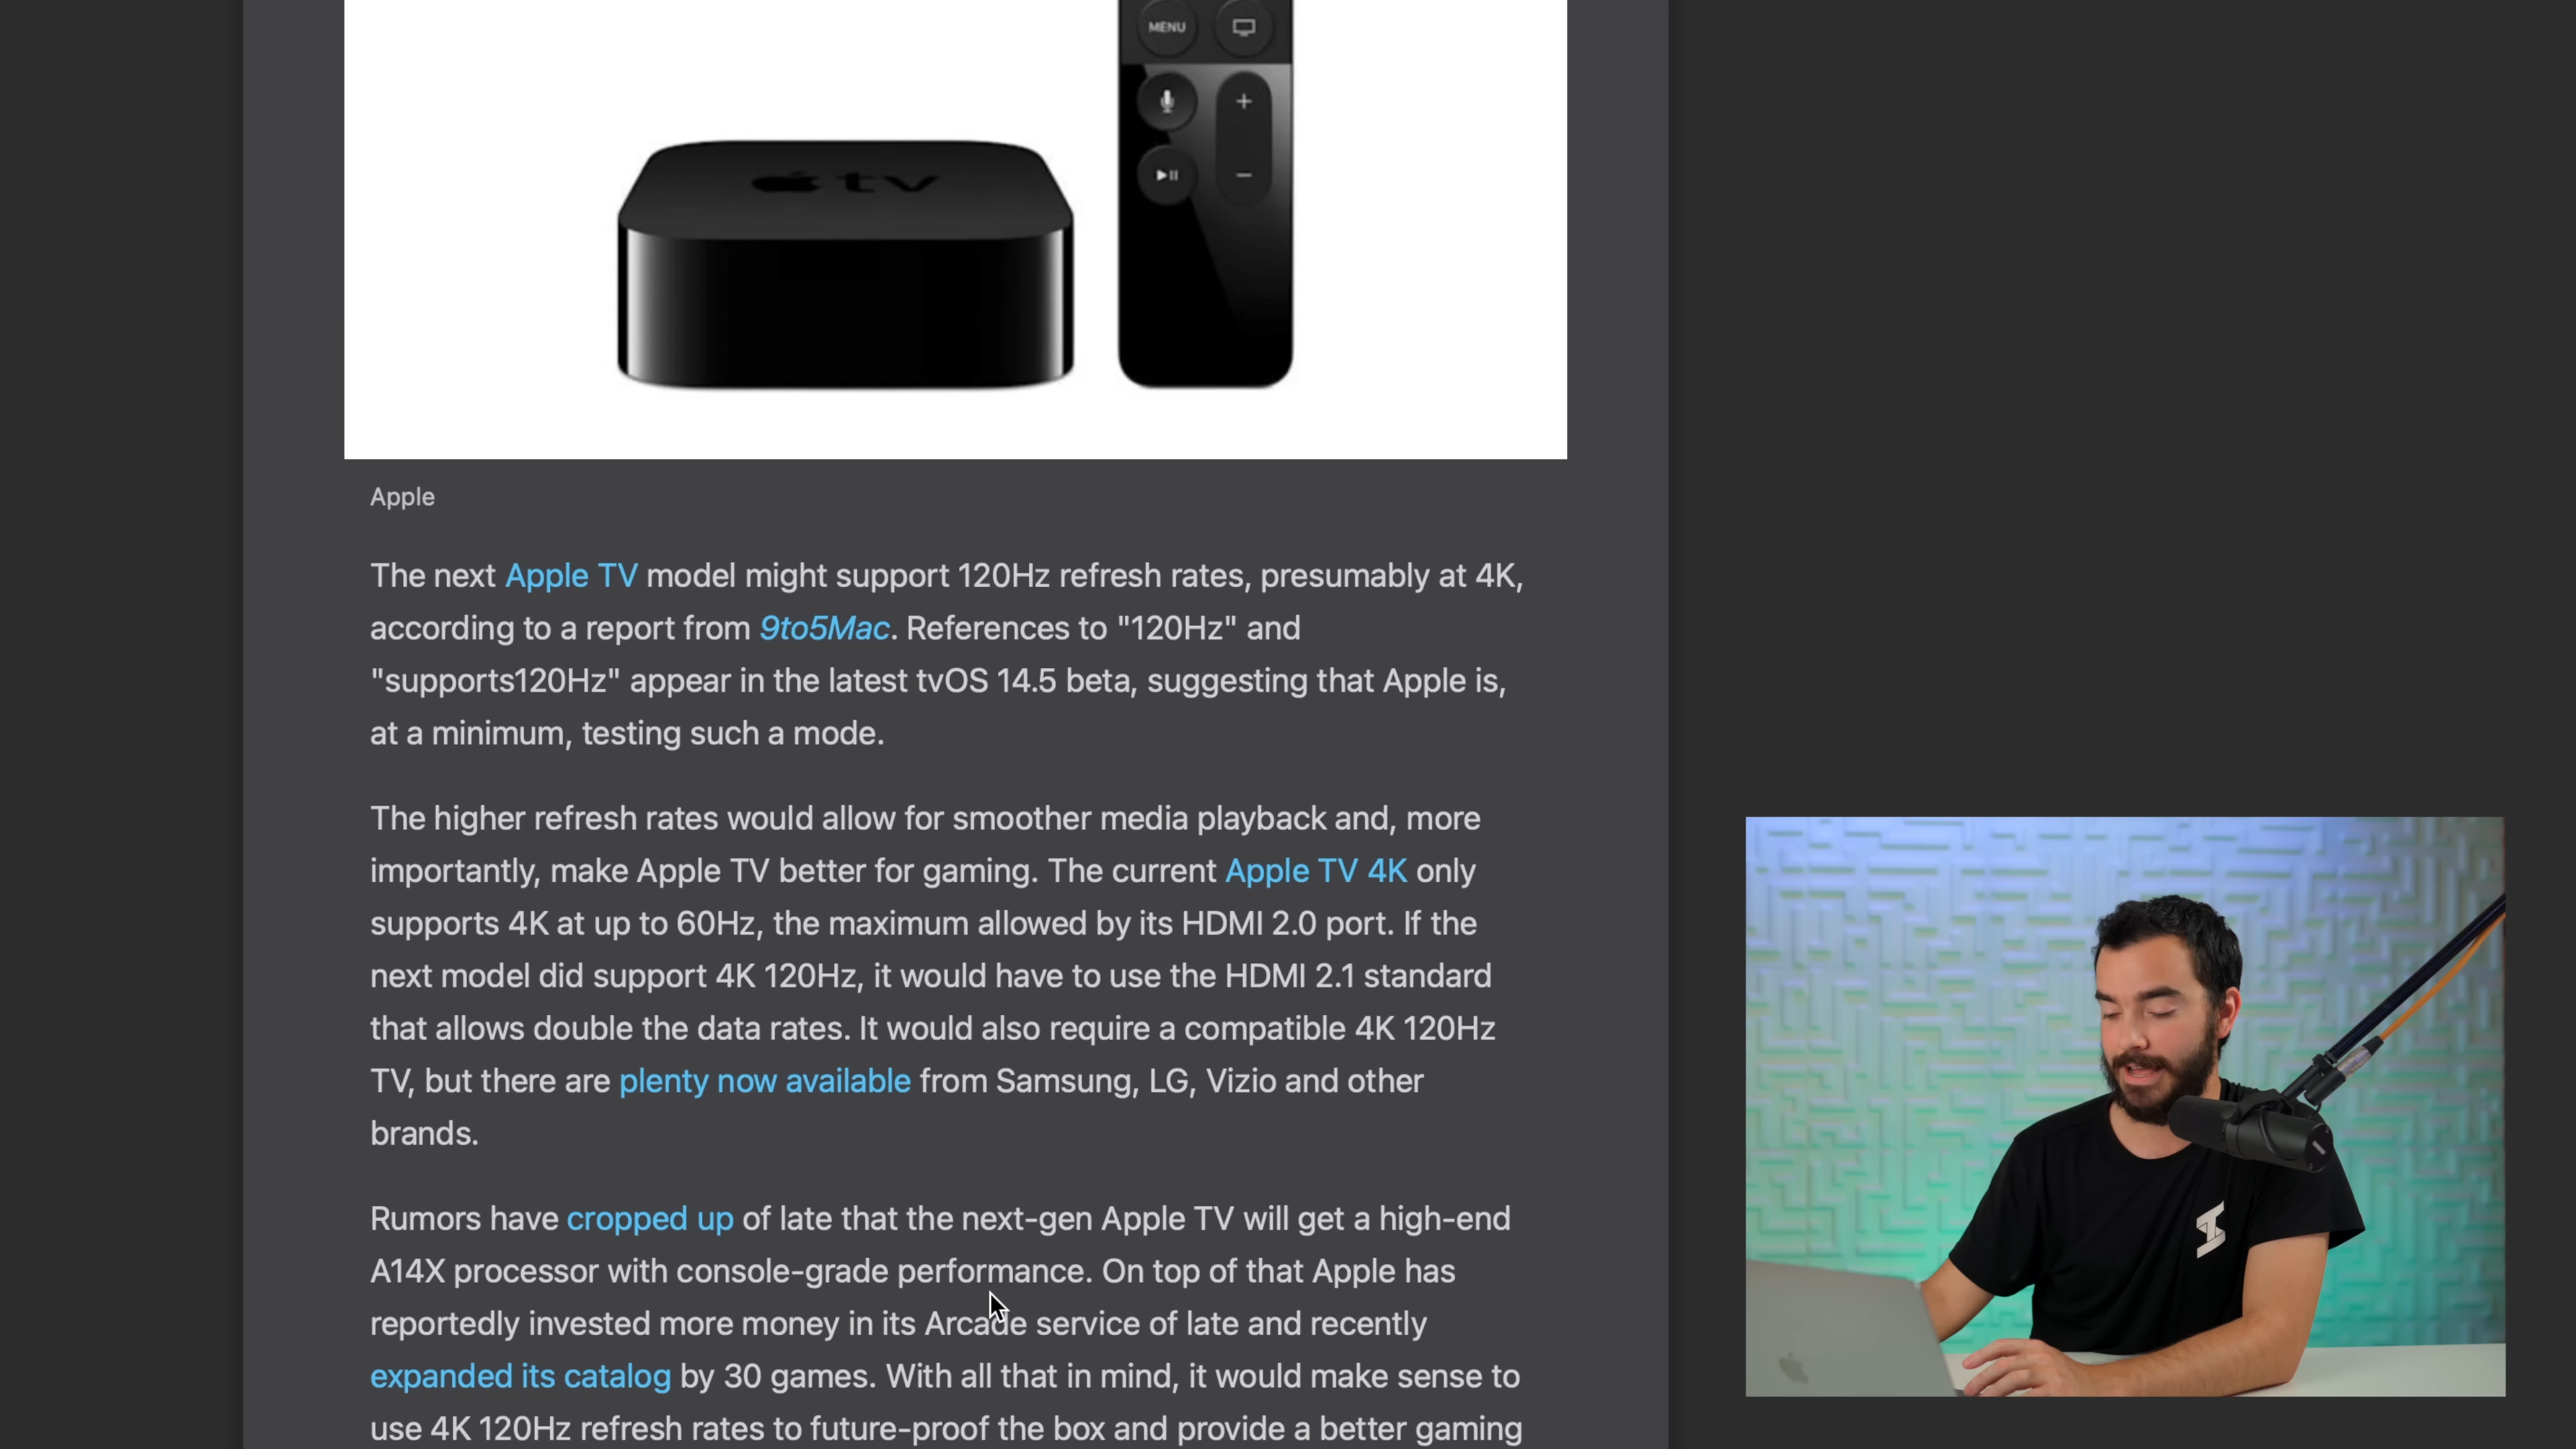 MENU
tv
Apple
The next Apple TV model might support 120Hz refresh rates, presumably at 4K,
according to a report from 9to5Mac. References to "120Hz" and
"supports120Hz" appear in the latest tvOS 14.5 beta, suggesting that Apple is,
at a minimum, testing such a mode.
The higher refresh rates would allow for smoother media playback and, more
importantly, make Apple TV better for gaming. The current Apple TV 4K only
supports 4K at up to 60Hz, the maximum allowed by its HDMI 2.0 port. If the
next model did support 4K 120Hz, it would have to use the HDMI 2.1 standard
that allows double the data rates. It would also require a compatible 4K 120Hz
TV, but there are plenty now available from Samsung, LG, Vizio and other
brands.
Rumors have cropped up of late that the next-gen Apple TV will get a high-end
A14X processor with console-grade performance. On top of that Apple has
reportedly invested more money in its Arcade service of late and recently
expanded its catalog by 30 games. With all that in mind, it would make sense to
use 4K 120Hz refresh rates to future-proof the box and provide a better gaming